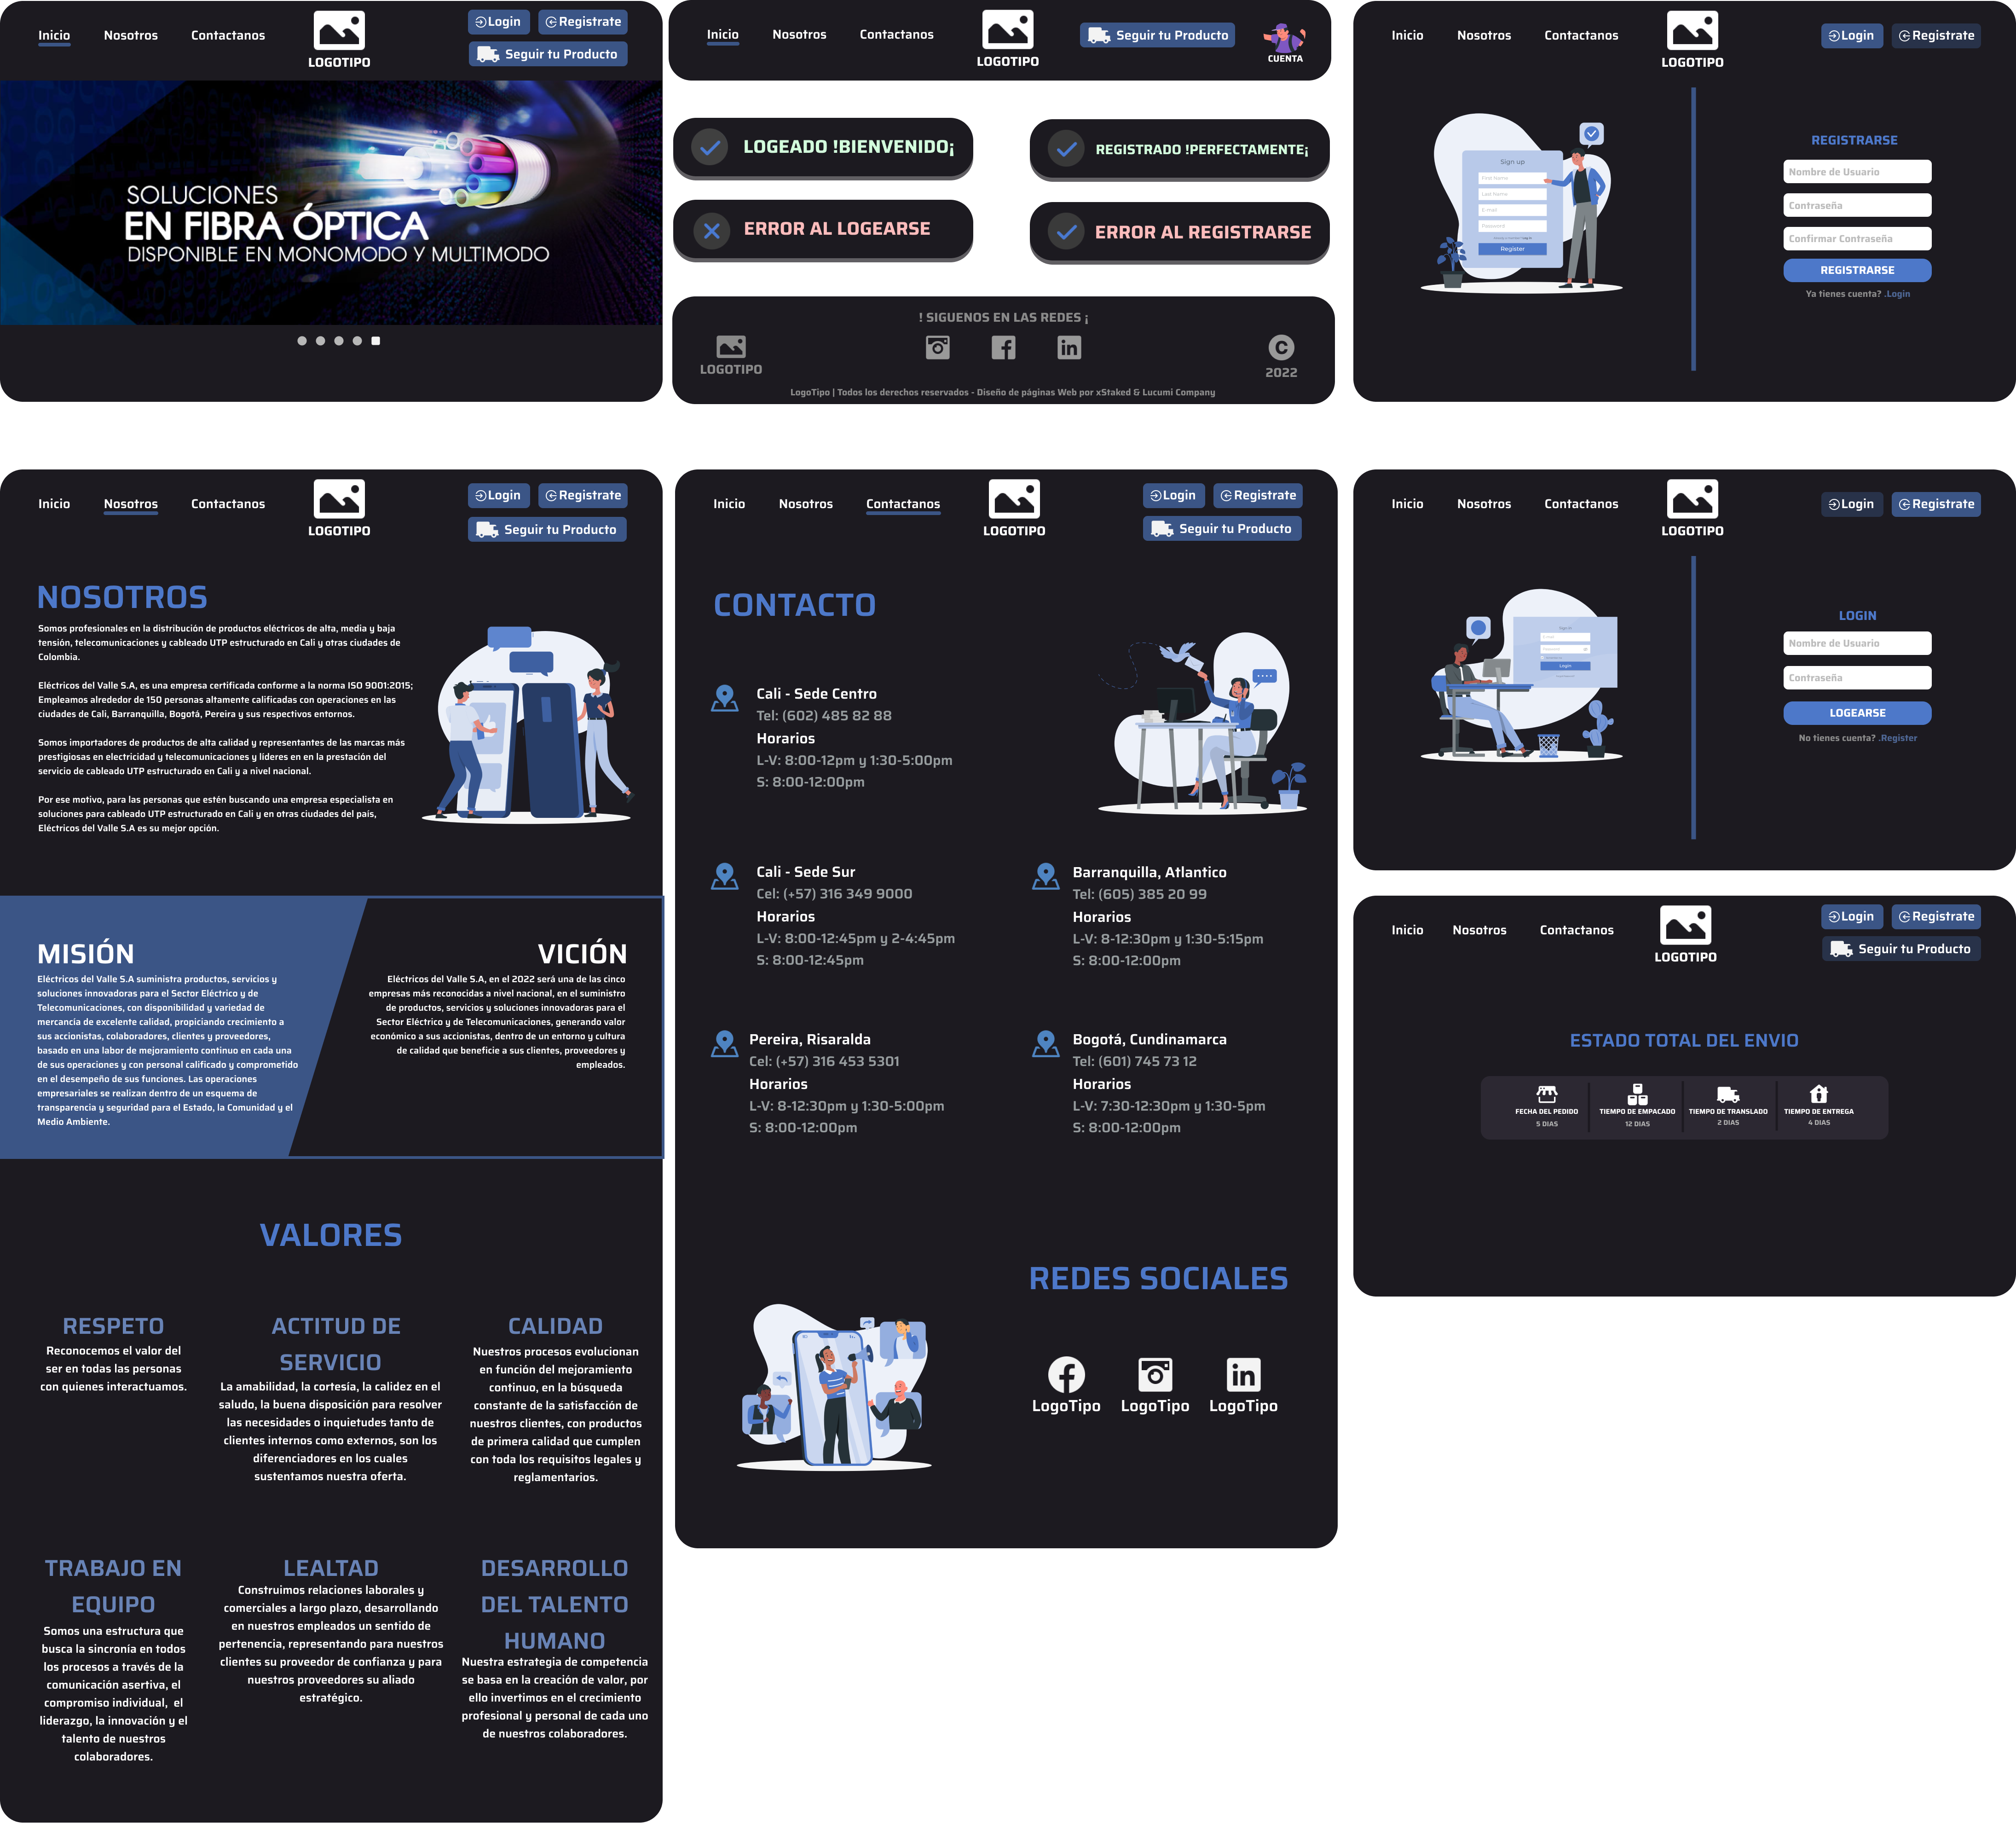 Inicio
Nosotros
Contactanos
LOGOTIPO
Login
Registrate
Seguir tu Producto
SOLUCIONES
EN FIBRA ÓPTICA
DISPONIBLE EN MONOMODO Y MULTIMODO
Inicio
Nosotros
Contactanos
LOGOTIPO
Seguir tu Producto
CUENTA
LOGEADO !BIENVENIDO¡
REGISTRADO !PERFECTAMENTE¡
ERROR AL LOGEARSE
ERROR AL REGISTRARSE
! SIGUENOS EN LAS REDES ¡
LOGOTIPO
in
C
2022
LogoTipo | Todos los derechos reservados - Diseño de páginas Web por xStaked & Lucumi Company
Inicio
Nosotros
Contactanos
LOGOTIPO
Login
Registrate
Sign up
First Name
Last Name
E-mail
Password
Register
REGISTRARSE
Nombre de Usuario
Contraseña
Confirmar Contraseña
REGISTRARSE
Ya tienes cuenta? .Login
Inicio
Nosotros
Contactanos
LOGOTIPO
Login
Registrate
Seguir tu Producto
NOSOTROS
Somos profesionales en la distribución de productos eléctricos de alta, media y baja
tensión, telecomunicaciones y cableado UTP estructurado en Cali y otras ciudades de
Colombia.
Eléctricos del Valle S.A, es una empresa certificada conforme a la norma ISO 9001:2015;
Empleamos alrededor de 150 personas altamente calificadas con operaciones en las
ciudades de Cali, Barranquilla, Bogotá, Pereira y sus respectivos entornos.
Somos importadores de productos de alta calidad y representantes de las marcas más
prestigiosas en electricidad y telecomunicaciones y lideres en en la prestación del
servicio de cableado UTP estructurado en Cali y a nivel nacional.
Por ese motivo, para las personas que estén buscando una empresa especialista en
soluciones para cableado UTP estructurado en Cali y en otras ciudades del país,
Eléctricos del Valle S.A es su mejor opción.
MISIÓN
Eléctricos del Valle S.A suministra productos, servicios y
soluciones innovadoras para el Sector Eléctrico y de
Telecomunicaciones, con disponibilidad y variedad de
mercancía de excelente calidad, propiciando crecimiento a
sus accionistas, colaboradores, clientes y proveedores,
basado en una labor de mejoramiento continuo en cada una
de sus operaciones y con personal calificado y comprometido
en el desempeño de sus funciones. Las operaciones
empresariales se realizan dentro de un esquema de
transparencia y seguridad para el Estado, la Comunidad y el
Medio Ambiente.
VICIÓN
Eléctricos del Valle S.A, en el 2022 será una de las cinco
empresas más reconocidas a nivel nacional, en el suministro
de productos, servicios y soluciones innovadoras para el
Sector Eléctrico y de Telecomunicaciones, generando valor
económico a sus accionistas, dentro de un entorno y cultura
de calidad que beneficie a sus clientes, proveedores y
empleados.
VALORES
RESPETO
Reconocemos el valor del
ser en todas las personas
con quienes interactuamos.
ACTITUD DE
SERVICIO
La amabilidad, la cortesía, la calidez en el
saludo, la buena disposición para resolver
las necesidades o inquietudes tanto de
clientes internos como externos, son los
diferenciadores en los cuales
sustentamos nuestra oferta.
CALIDAD
Nuestros procesos evolucionan
en función del mejoramiento
continuo, en la búsqueda
constante de la satisfacción de
nuestros clientes, con productos
de primera calidad que cumplen
con toda los requisitos legales y
reglamentarios.
TRABAJO EN
EQUIPO
Somos una estructura que
busca la sincronía en todos
los procesos a través de la
comunicación asertiva, el
compromiso individual, el
liderazgo, la innovación y el
talento de nuestros
colaboradores.
LEALTAD
Construimos relaciones laborales y
comerciales a largo plazo, desarrollando
en nuestros empleados un sentido de
pertenencia, representando para nuestros
clientes su proveedor de confianza y para
nuestros proveedores su aliado
estratégico.
DESARROLLO
DEL TALENTO
HUMANO
Nuestra estrategia de competencia
se basa en la creación de valor, por
ello invertimos en el crecimiento
profesional y personal de cada uno
de nuestros colaboradores.
Inicio
Nosotros
Contactanos
LOGOTIPO
Login
Registrate
Seguir tu Producto
CONTACTO
Cali - Sede Centro
Tel: (602) 485 82 88
Horarios
L-V: 8:00-12pm y 1:30-5:00pm
S: 8:00-12:00pm
Cali - Sede Sur
Cel: (+57) 316 349 9000
Horarios
L-V: 8:00-12:45pm y 2-4:45pm
S: 8:00-12:45pm
Barranquilla, Atlantico
Tel: (605) 385 20 99
Horarios
L-V: 8-12:30pm y 1:30-5:15pm
S: 8:00-12:00pm
Pereira, Risaralda
Cel: (+57) 316 453 5301
Horarios
L-V: 8-12:30pm y 1:30-5:00pm
S: 8:00-12:00pm
Bogotá, Cundinamarca
Tel: (601) 745 73 12
Horarios
L-V: 7:30-12:30pm y 1:30-5pm
S: 8:00-12:00pm
REDES SOCIALES
in
LogoTipo
LogoTipo
LogoTipo
Inicio
Nosotros
Contactanos
LOGOTIPO
Login
Registrate
Login
LOGIN
Nombre de Usuario
Contraseña
LOGEARSE
No tienes cuenta? .Register
Inicio
Nosotros
Contactanos
LOGOTIPO
Login
Registrate
Seguir tu Producto
ESTADO TOTAL DEL ENVIO
FECHA DEL PEDIDO
5 DIAS
TIEMPO DE EMPACADO
12 DIAS
TIEMPO DE TRANSLADO
2 DIAS
TIEMPO DE ENTREGA
4 DIAS